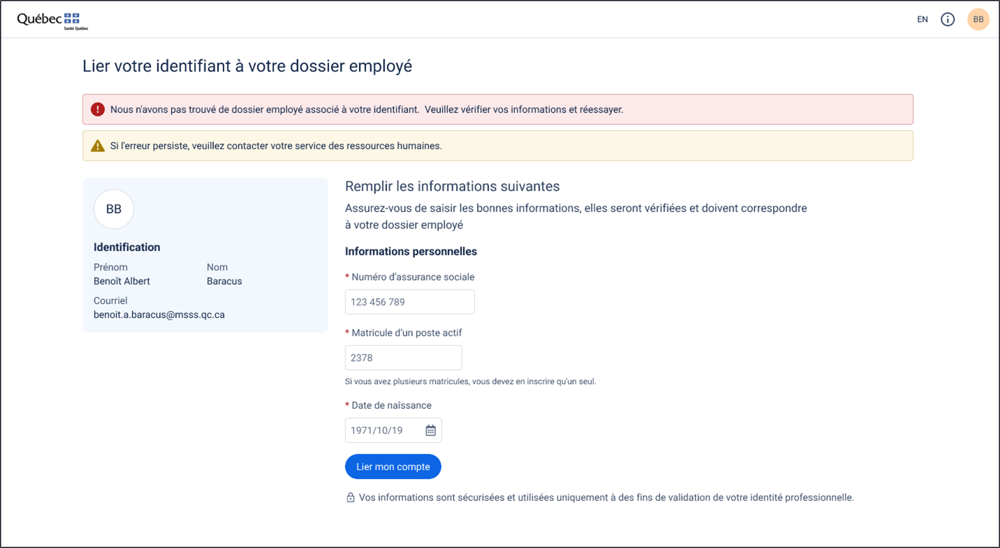 Québec
Santé Québec
EN
BB
Lier votre identifiant à votre dossier employé
Nous n'avons pas trouvé de dossier employé associé à votre identifiant. Veuillez vérifier vos informations et réessayer.
Si l'erreur persiste, veuillez contacter votre service des ressources humaines.
BB
Identification
Prénom
Nom
Benoît Albert
Baracus
Courriel
benoit.a.baracus@msss.qc.ca
Remplir les informations suivantes
Assurez-vous de saisir les bonnes informations, elles seront vérifiées et doivent correspondre
à votre dossier employé
Informations personnelles
* Numéro d'assurance sociale
123 456 789
* Matricule d'un poste actif
2378
Si vous avez plusieurs matricules, vous devez en inscrire qu'un seul.
* Date de naîssance
1971/10/19
Lier mon compte
Vos informations sont sécurisées et utilisées uniquement à des fins de validation de votre identité professionnelle.